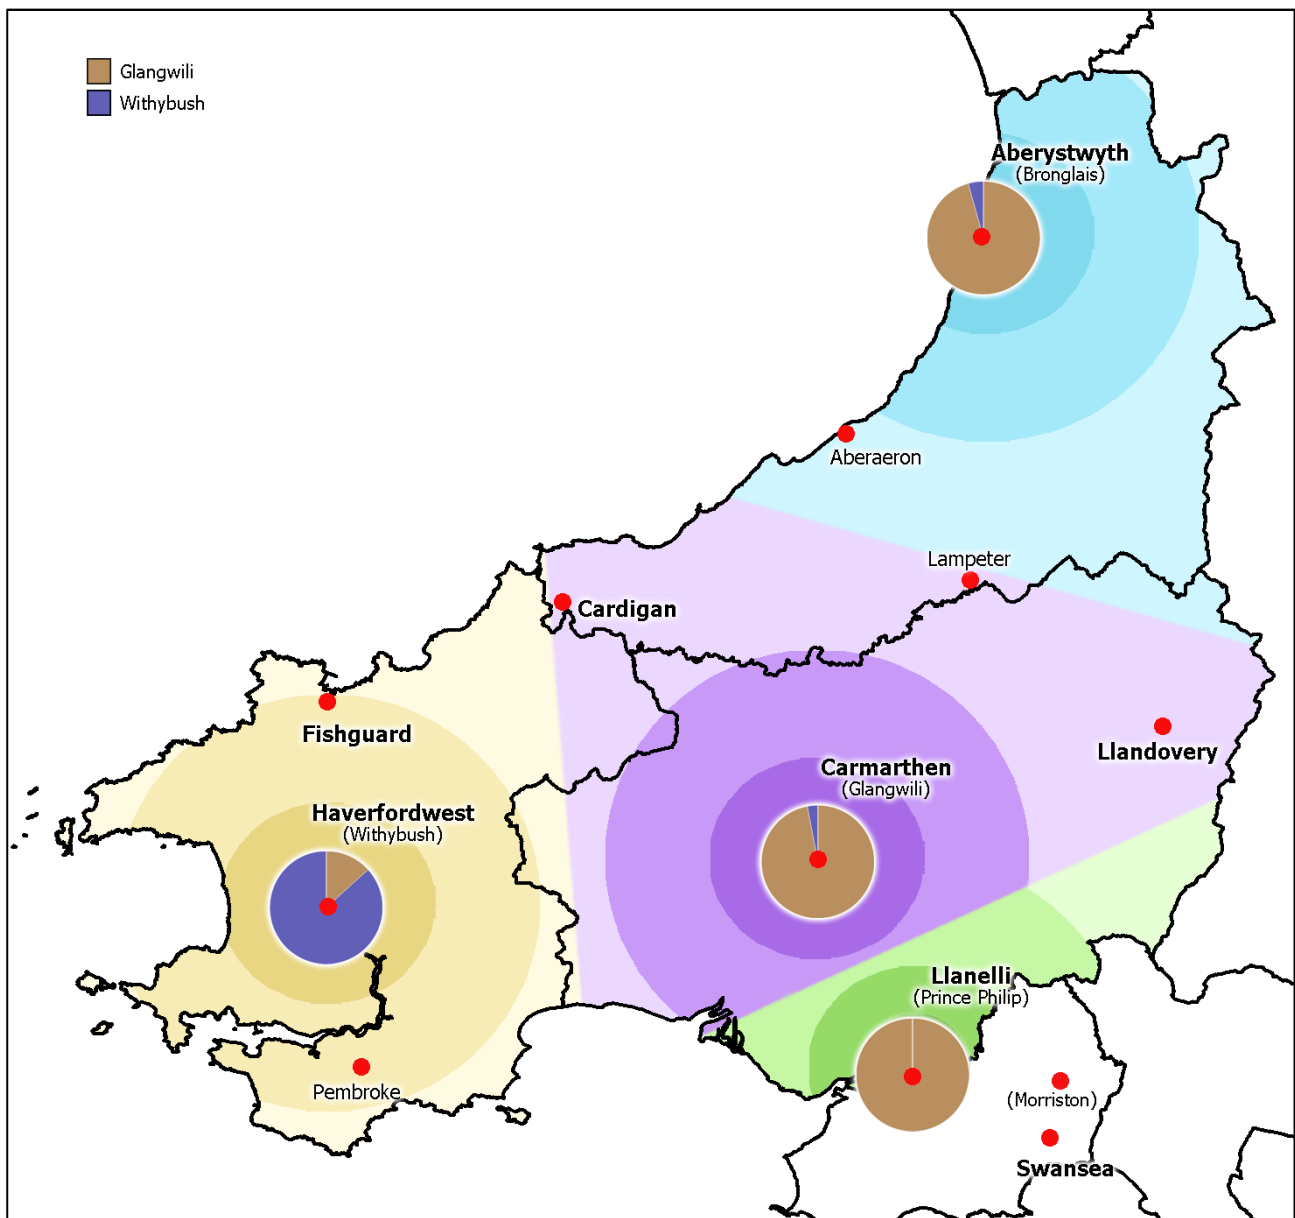 Glangwili
Withybush
Aberystwyth
(Bronglais)
Aberaeron
Lampeter
Cardigan
Fishguard
Llandovery
Carmarthen
(Glangwili)
Haverfordwest
(Withybush)
Llanelli
(Prince Philip)
Pembroke
(Morriston)
Swansea